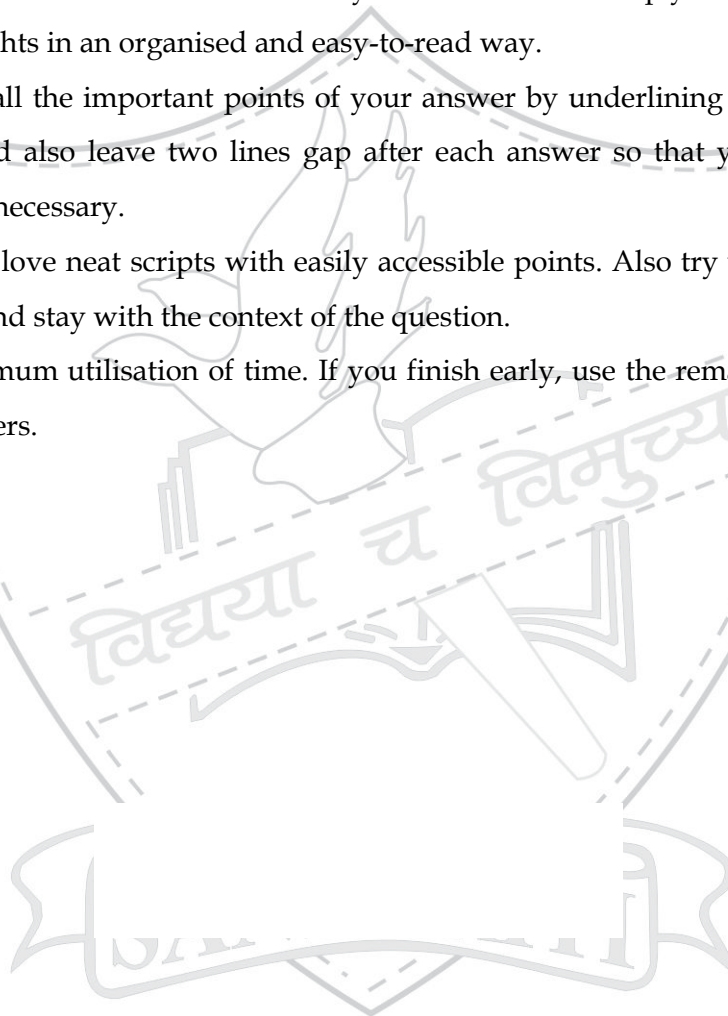 hts in an organised and easy-to-read way.
all the important points of your answer by underlining
also leave two lines gap after each answer so that
necessary.
love neat scripts with easily accessible points. Also try
nd stay with the context of the question.
mum utilisation of time. If you finish early, use the
ers.
विद्यया च